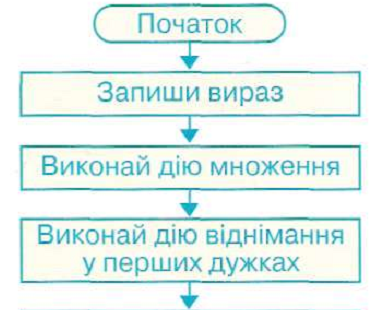 Початок
Запиши вираз
Виконай дію множення
Виконай дію віднімання
у перших дужках